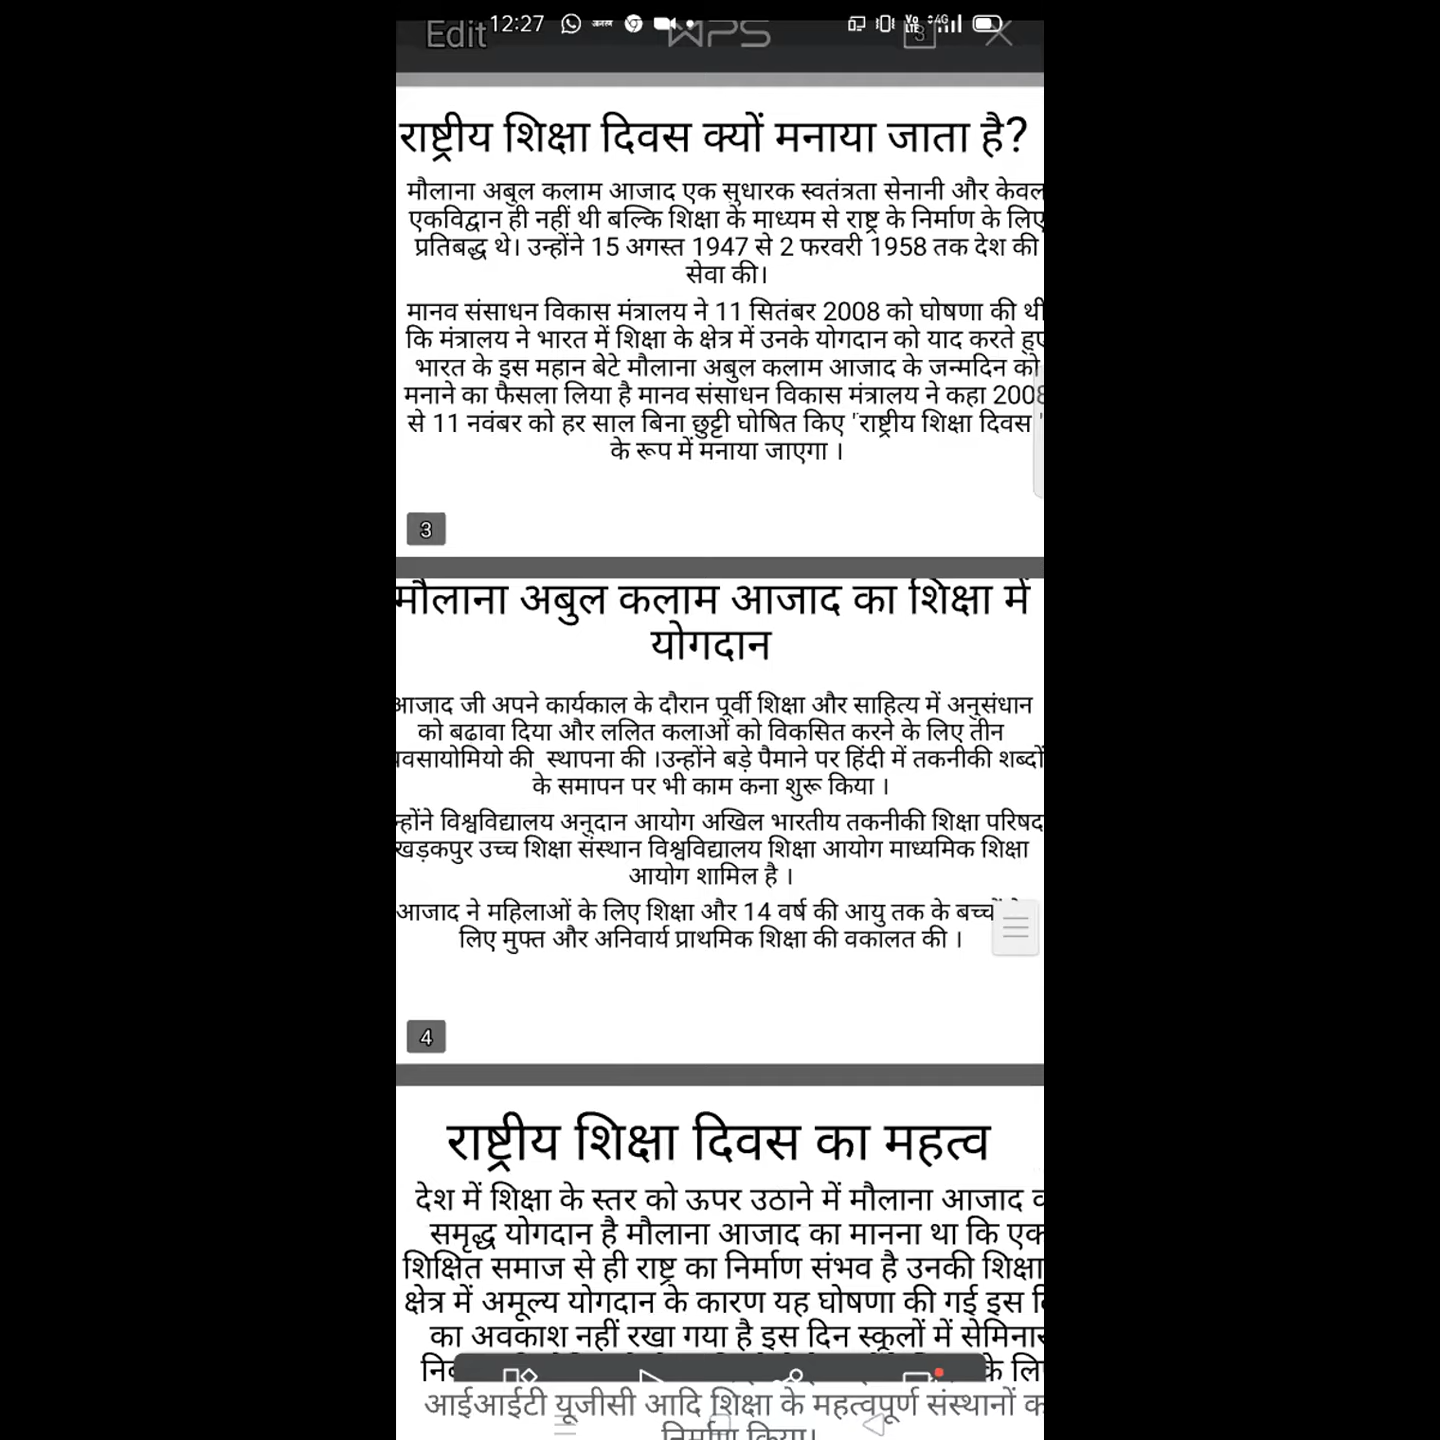 Edit
12:27
WPS
3
राष्ट्रीय शिक्षा दिवस क्यों मनाया जाता है?
मौलाना अबुल कलाम आजाद एक सुधारक स्वतंत्रता सेनानी और केवल
एकविद्वान ही नहीं थी बल्कि शिक्षा के माध्यम से राष्ट्र के निर्माण के लिए
प्रतिबद्ध थे। उन्होंने 15 अगस्त 1947 से 2 फरवरी 1958 तक देश की
सेवा की।
मानव संसाधन विकास मंत्रालय ने 11 सितंबर 2008 को घोषणा की थी
कि मंत्रालय ने भारत में शिक्षा के क्षेत्र में उनके योगदान को याद करते हुए
भारत के इस महान बेटे मौलाना अबुल कलाम आजाद के जन्मदिन को
मनाने का फैसला लिया है मानव संसाधन विकास मंत्रालय ने कहा 2008
से 11 नवंबर को हर साल बिना छुट्टी घोषित किए "राष्ट्रीय शिक्षा दिवस "
के रूप में मनाया जाएगा ।
3
मौलाना अबुल कलाम आजाद का शिक्षा में
योगदान
आजाद जी अपने कार्यकाल के दौरान पूर्वी शिक्षा और साहित्य में अनुसंधान
को बढावा दिया और ललित कलाओं को विकसित करने के लिए तीन
की स्थापना की ।उन्होंने बड़े पैमाने पर हिंदी में तकनीकी शब्दों
के समापन पर भी काम कना शुरू किया ।
विश्वविद्यालय अनुदान आयोग अखिल भारतीय तकनीकी शिक्षा परिषद
खड़कपुर उच्च शिक्षा संस्थान विश्वविद्यालय शिक्षा आयोग माध्यमिक शिक्षा
आयोग शामिल है ।
आजाद ने महिलाओं के लिए शिक्षा और 14 वर्ष की आयु तक के
लिए मुफ्त और अनिवार्य प्राथमिक शिक्षा की वकालत की ।
4
राष्ट्रीय शिक्षा दिवस का महत्व
देश में शिक्षा के स्तर को ऊपर उठाने में मौलाना आजाद
समृद्ध योगदान है मौलाना आजाद का मानना था कि एक
शिक्षित समाज से ही राष्ट्र का निर्माण संभव है उनकी शिक्षा
क्षेत्र में अमूल्य योगदान के कारण यह घोषणा की गई इस
का अवकाश नहीं रखा गया है इस दिन स्कूलों में सेमिनार
आईआईटी यूजीसी आदि शिक्षा के महत्वपूर्ण संस्थानों
निर्माण किया।